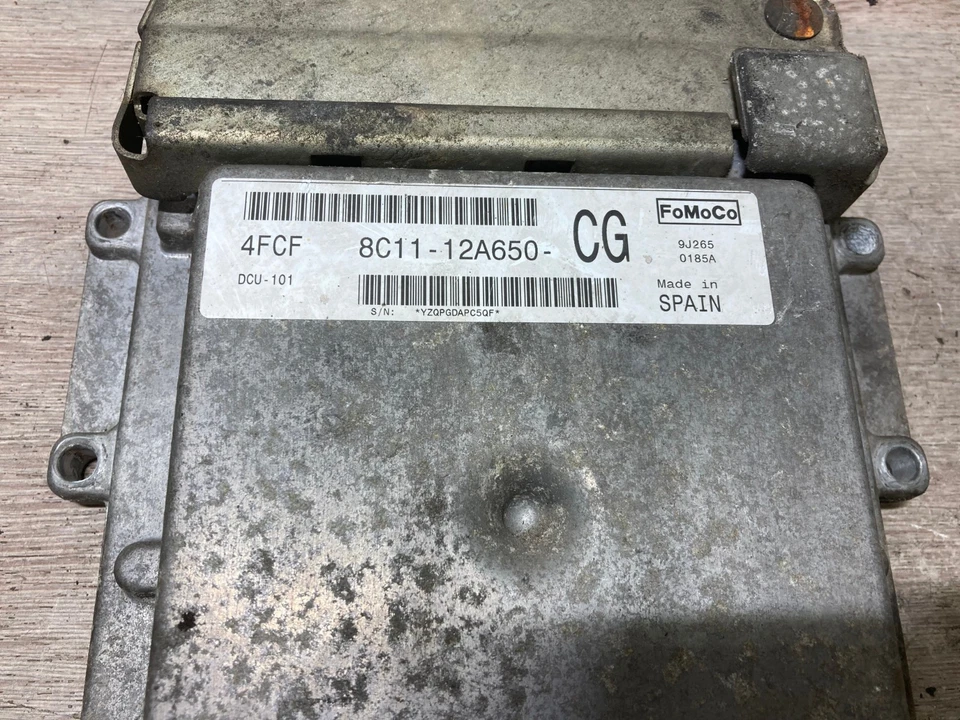 FoMoCo
4FCF 8C11-12A650- CG
9J265
0185A
DCU-101
Made in
SPAIN
S/N: *YZQPGDAPC5QF*